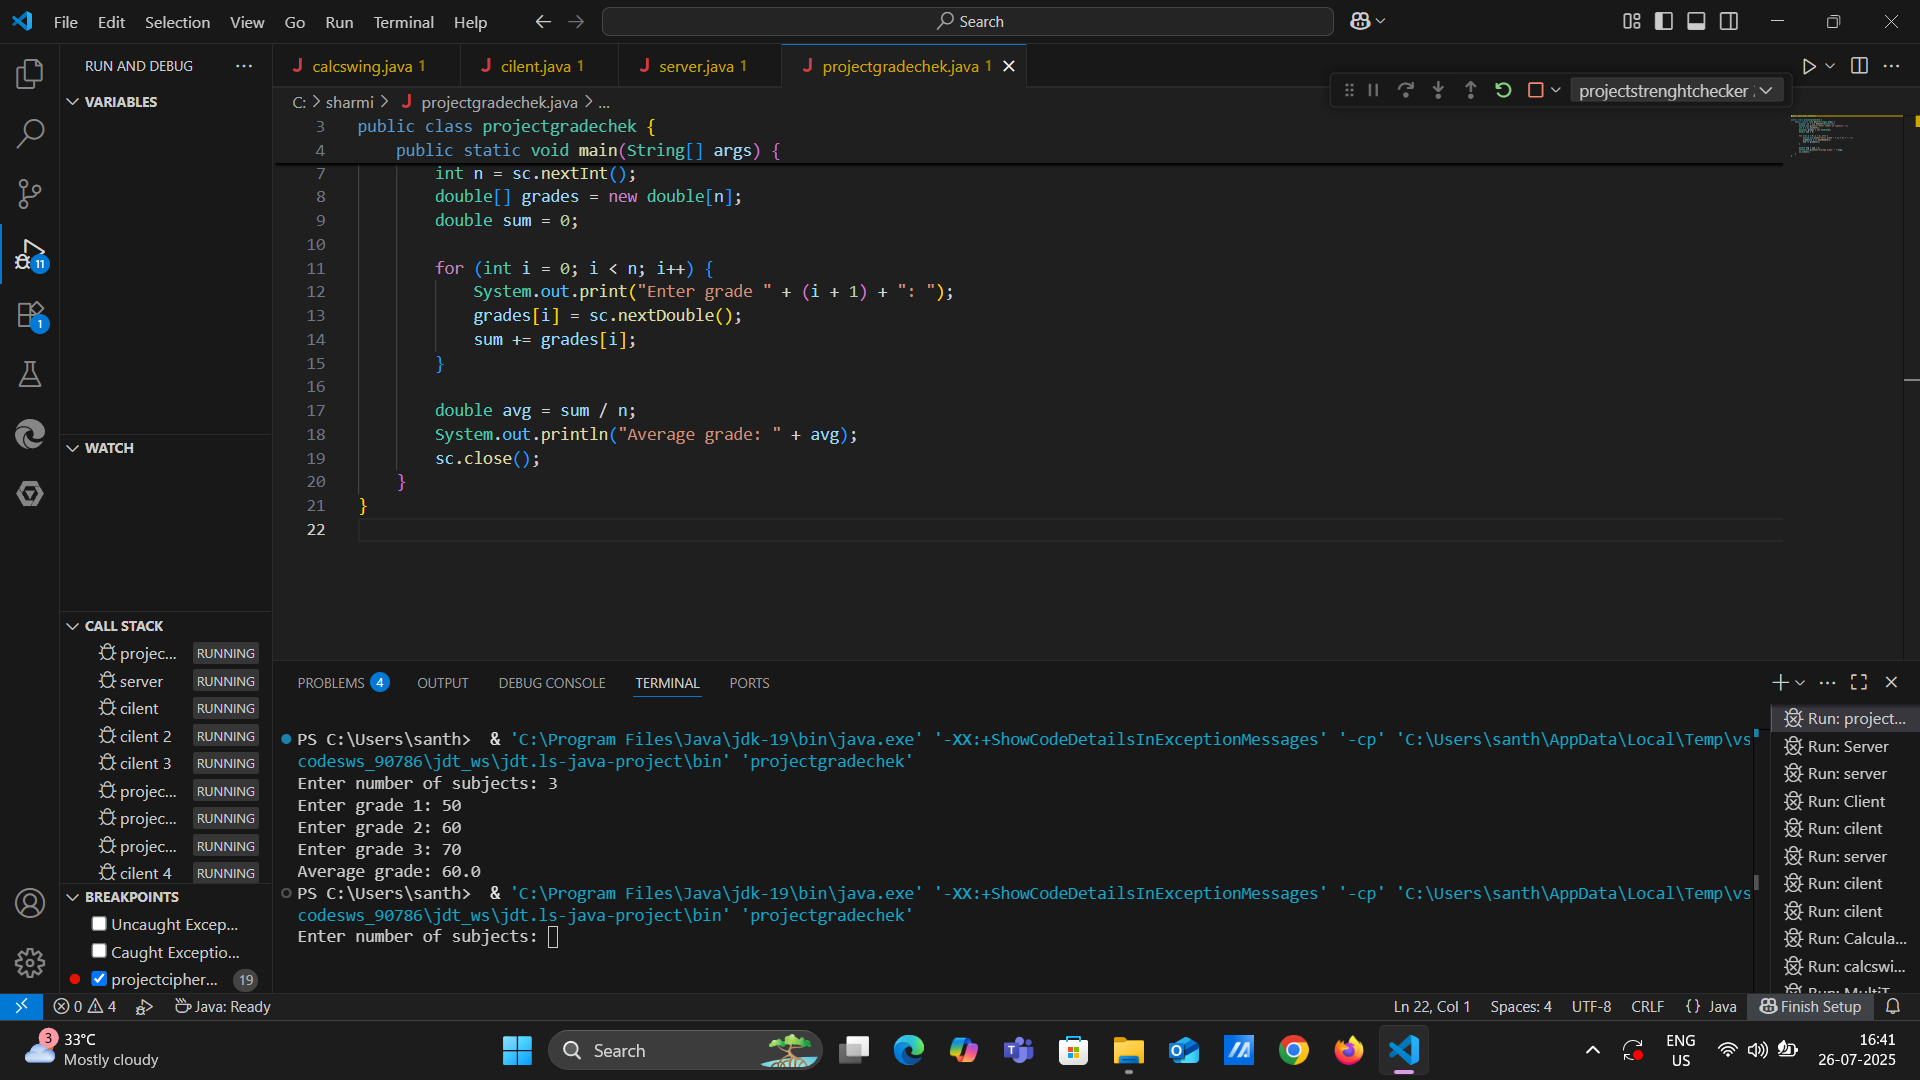 File Edit Selection View Go Run Terminal Help
Search
RUN AND DEBUG
calcswing.java 1
cilent.java 1
server.java 1
projectgradechek.java 1
projectstrenghtchecker
C: > sharmi > projectgradechek.java > ...
VARIABLES
3 public class projectgradechek {
4 public static void main(String[] args) {
7 int n = sc.nextInt();
8 double[] grades = new double[n];
9 double sum = 0;
10
11 for (int i = 0; i < n; i++) {
12 System.out.print("Enter grade " + (i + 1) + ": ");
13 grades[i] = sc.nextDouble();
14 sum += grades[i];
15 }
16
17 double avg = sum / n;
18 System.out.println("Average grade: " + avg);
19 sc.close();
20 }
21 }
22
11
1
WATCH
CALL STACK
projec... RUNNING
server RUNNING
cilent RUNNING
cilent 2 RUNNING
cilent 3 RUNNING
projec... RUNNING
projec... RUNNING
projec... RUNNING
cilent 4 RUNNING
BREAKPOINTS
Uncaught Excep...
Caught Exceptio...
projectcipher... 19
PROBLEMS 4 OUTPUT DEBUG CONSOLE TERMINAL PORTS
PS C:\Users\santh> & 'C:\Program Files\Java\jdk-19\bin\java.exe' '-XX:+ShowCodeDetailsInExceptionMessages' '-cp' 'C:\Users\santh\AppData\Local\Temp\vs
codesws_90786\jdt_ws\jdt.ls-java-project\bin' 'projectgradechek'
Enter number of subjects: 3
Enter grade 1: 50
Enter grade 2: 60
Enter grade 3: 70
Average grade: 60.0
PS C:\Users\santh> & 'C:\Program Files\Java\jdk-19\bin\java.exe' '-XX:+ShowCodeDetailsInExceptionMessages' '-cp' 'C:\Users\santh\AppData\Local\Temp\vs
codesws_90786\jdt_ws\jdt.ls-java-project\bin' 'projectgradechek'
Enter number of subjects:
Run: project...
Run: Server
Run: server
Run: Client
Run: cilent
Run: server
Run: cilent
Run: cilent
Run: Calcula...
Run: calcswi...
0 4 Java: Ready
Ln 22, Col 1 Spaces: 4 UTF-8 CRLF {} Java Finish Setup
3
33°C
Mostly cloudy
Search
ENG
US
16:41
26-07-2025